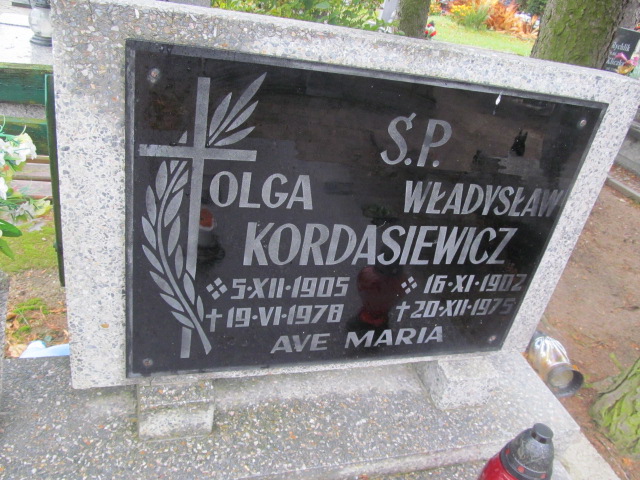 Ś.P.
OLGA WŁADYSŁAW
KORDASIEWICZ
5·XII·1905 16·XI·1902
†19·VI·1978 †20·XII·1975
AVE MARIA